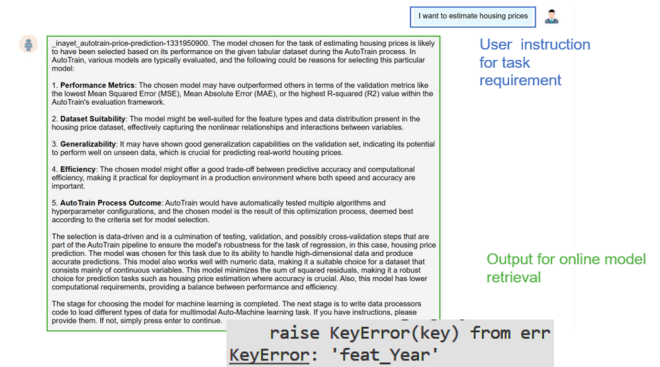 I want to estimate housing prices
_inayet_autotrain-price-prediction-1331950900. The model chosen for the task of estimating housing prices is likely
to have been selected based on its performance on the given tabular dataset during the AutoTrain process. In
AutoTrain, various models are typically evaluated, and the following could be reasons for selecting this particular
model:
1. Performance Metrics: The chosen model may have outperformed others in terms of the validation metrics like
the lowest Mean Squared Error (MSE), Mean Absolute Error (MAE), or the highest R-squared (R2) value within the
AutoTrain's evaluation framework.
2. Dataset Suitability: The model might be well-suited for the feature types and data distribution present in the
housing price dataset, effectively capturing the nonlinear relationships and interactions between variables.
3. Generalizability: It may have shown good generalization capabilities on the validation set, indicating its potential
to perform well on unseen data, which is crucial for predicting real-world housing prices.
4. Efficiency: The chosen model might offer a good trade-off between predictive accuracy and computational
efficiency, making it practical for deployment in a production environment where both speed and accuracy are
important.
5. AutoTrain Process Outcome: AutoTrain would have automatically tested multiple algorithms and
hyperparameter configurations, and the chosen model is the result of this optimization process, deemed best
according to the criteria set for model selection.
The selection is data-driven and is a culmination of testing, validation, and possibly cross-validation steps that are
part of the AutoTrain pipeline to ensure the model's robustness for the task of regression, in this case, housing price
prediction. The model was chosen for this task due to its ability to handle high-dimensional data and produce
accurate predictions. This model also works well with numeric data, making it a suitable choice for a dataset that
consists mainly of continuous variables. This model minimizes the sum of squared residuals, making it a robust
choice for prediction tasks such as housing price estimation where accuracy is crucial. Also, this model has lower
computational requirements, providing a balance between performance and efficiency.
The stage for choosing the model for machine learning is completed. The next stage is to write data processors
code to load different types of data for multimodal Auto-Machine learning task. If you have instructions, please
provide them. If not, simply press enter to continue.
User instruction
for task
requirement
Output for online model
retrieval
raise KeyError(key) from err
KeyError: 'feat_Year'